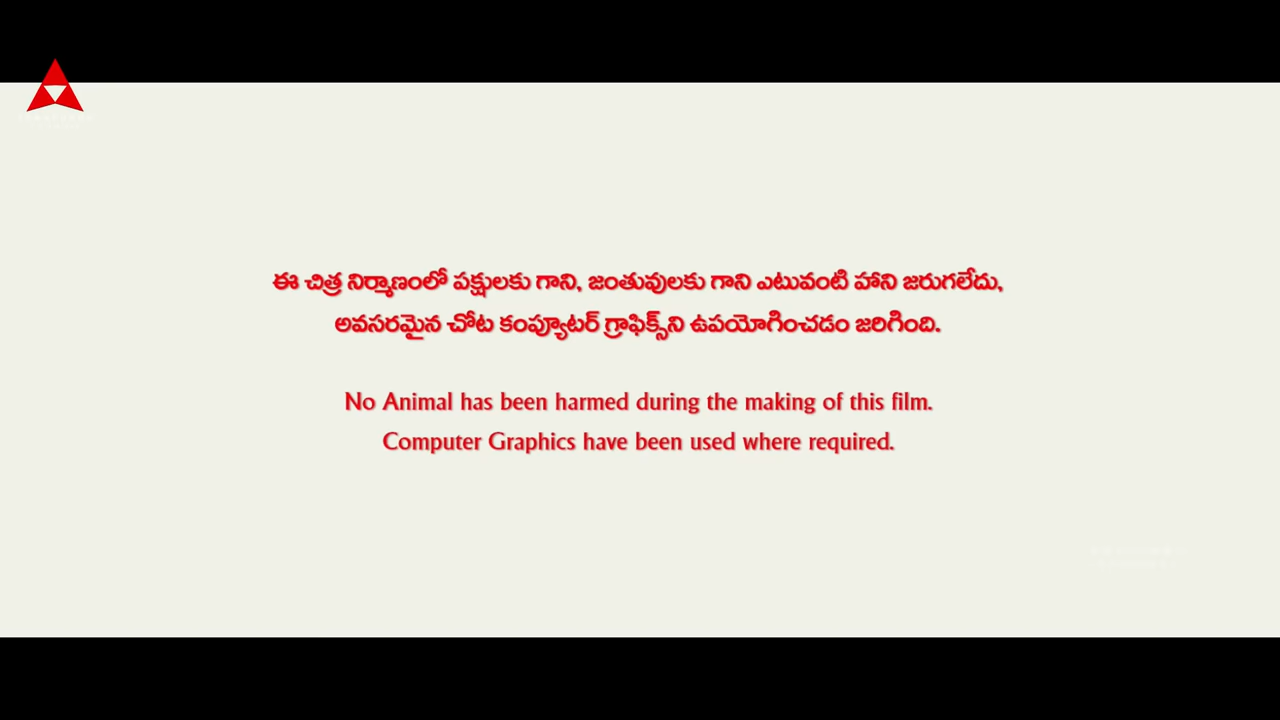 ఈ చిత్ర నిర్మాణంలో పక్షులకు గాని, జంతువులకు గాని ఎటువంటి హాని జరుగలేదు,
అవసరమైన చోట కంప్యూటర్ గ్రాఫిక్స్‌ని ఉపయోగించడం జరిగింది.
No Animal has been harmed during the making of this film.
Computer Graphics have been used where required.